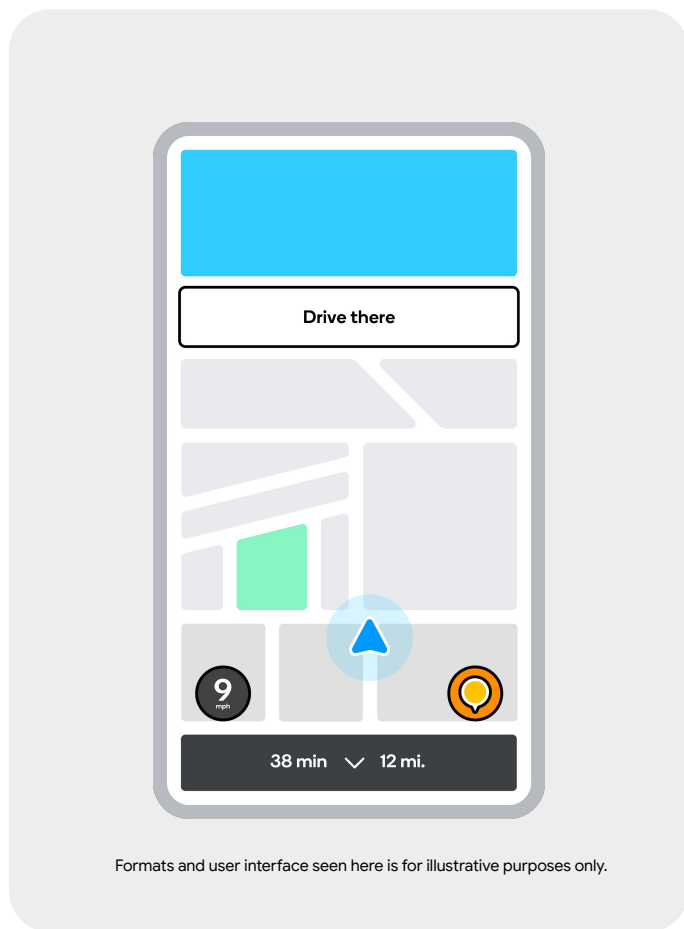 Drive there
9
mph
38 min 12 mi.
Formats and user interface seen here is for illustrative purposes only.